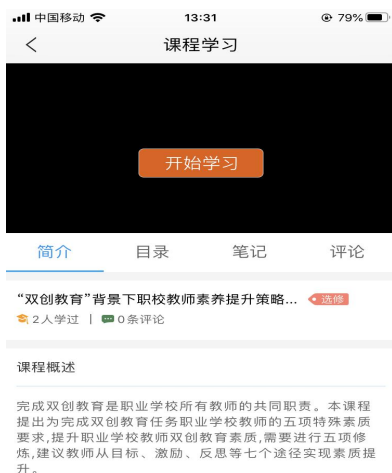 中国移动 13:31 79%
课程学习
开始学习
简介 目录 笔记 评论
“双创教育”背景下职校教师素养提升策略... 选修
2人学过 | 0条评论
课程概述
完成双创教育是职业学校所有教师的共同职责。本课程
提出为完成双创教育任务职业学校教师的五项特殊素质
要求,提升职业学校教师双创教育素质,需要进行五项修
炼,建议教师从目标、激励、反思等七个途径实现素质提
升。